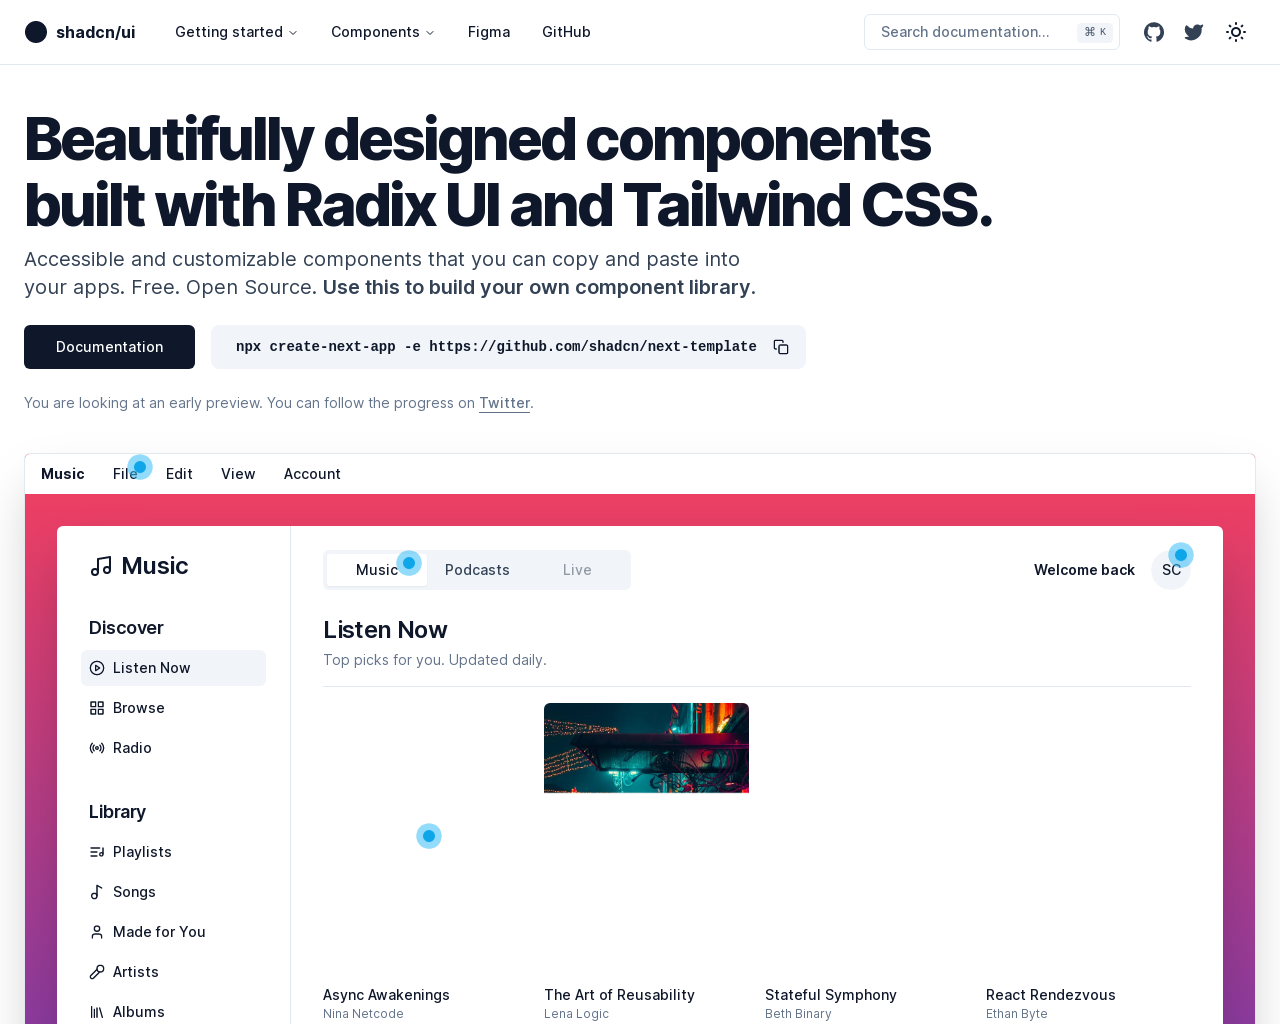 shadcn/ui
Getting started
Components
Figma
GitHub
Search documentation...
⌘ K
Beautifully designed components
built with Radix UI and Tailwind CSS.
Accessible and customizable components that you can copy and paste into
your apps. Free. Open Source. Use this to build your own component library.
Documentation
npx create-next-app -e https://github.com/shadcn/next-template
You are looking at an early preview. You can follow the progress on Twitter.
Music
File
Edit
View
Account
Music
Discover
Listen Now
Browse
Radio
Library
Playlists
Songs
Made for You
Artists
Albums
Music
Podcasts
Live
Welcome back
SC
Listen Now
Top picks for you. Updated daily.
Async Awakenings
Nina Netcode
The Art of Reusability
Lena Logic
Stateful Symphony
Beth Binary
React Rendezvous
Ethan Byte